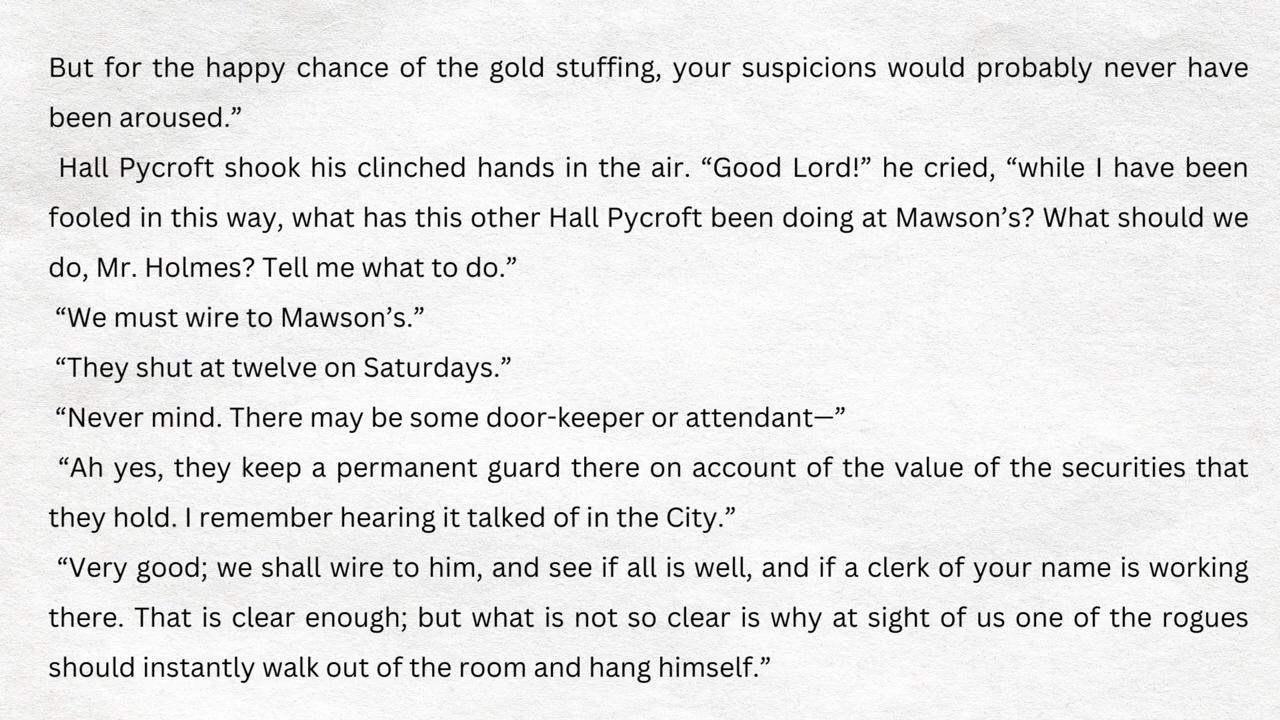 But for the happy chance of the gold stuffing, your suspicions would probably never have
been aroused.”
Hall Pycroft shook his clinched hands in the air. “Good Lord!” he cried, “while I have been
fooled in this way, what has this other Hall Pycroft been doing at Mawson’s? What should we
do, Mr. Holmes? Tell me what to do.”
“We must wire to Mawson’s.”
“They shut at twelve on Saturdays.”
“Never mind. There may be some door-keeper or attendant—”
“Ah yes, they keep a permanent guard there on account of the value of the securities that
they hold. I remember hearing it talked of in the City.”
“Very good; we shall wire to him, and see if all is well, and if a clerk of your name is working
there. That is clear enough; but what is not so clear is why at sight of us one of the rogues
should instantly walk out of the room and hang himself.”